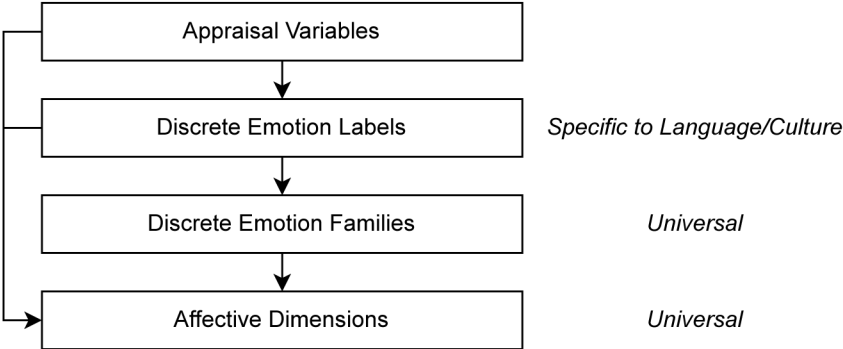 Appraisal Variables
Discrete Emotion Labels
Specific to Language/Culture
Discrete Emotion Families
Universal
Affective Dimensions
Universal